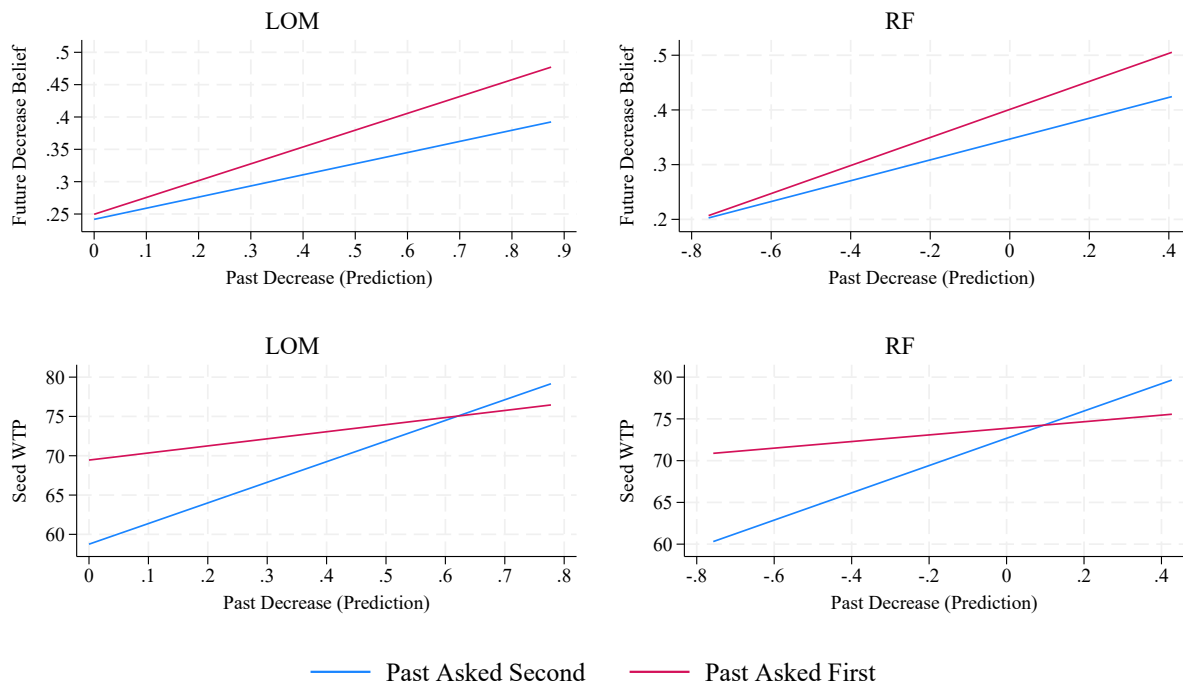 LOM
Future Decrease Belief
.5
.45
.4
.35
.3
.25
0 .1 .2 .3 .4 .5 .6 .7 .8 .9
Past Decrease (Prediction)
RF
Future Decrease Belief
.5
.4
.3
.2
-.8 -.6 -.4 -.2 0 .2 .4
Past Decrease (Prediction)
LOM
Seed WTP
80
75
70
65
60
0 .1 .2 .3 .4 .5 .6 .7 .8
Past Decrease (Prediction)
RF
Seed WTP
80
75
70
65
60
-.8 -.6 -.4 -.2 0 .2 .4
Past Decrease (Prediction)
Past Asked Second Past Asked First